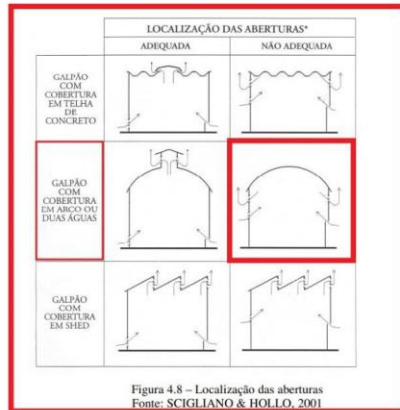 LOCALIZAÇÃO DAS ABERTURAS*
ADEQUADA
NÃO ADEQUADA
GALPÃO
COM
COBERTURA
EM TELHA
DE
CONCRETO
GALPÃO
COM
COBERTURA
EM ARCO OU
DUAS ÁGUAS
GALPÃO
COM
COBERTURA
EM SHED
Figura 4.8 – Localização das aberturas
Fonte: SCIGLIANO & HOLLO, 2001